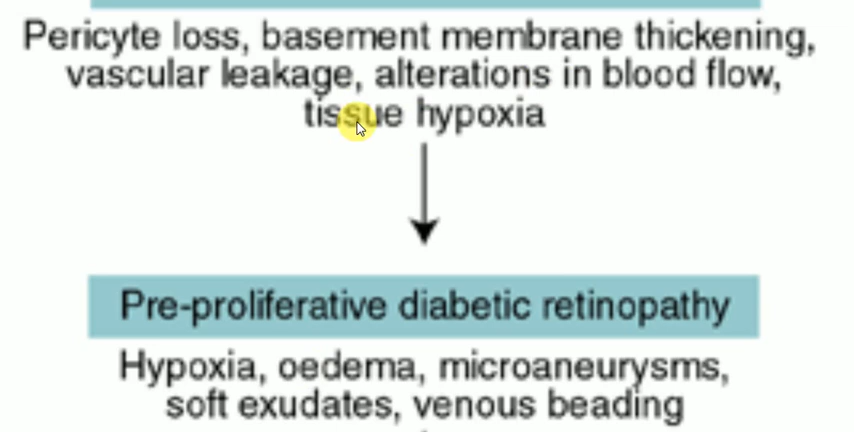 Pericyte loss, basement membrane thickening,
vascular leakage, alterations in blood flow,
tissue hypoxia
Pre-proliferative diabetic retinopathy
Hypoxia, oedema, microaneurysms,
soft exudates, venous beading